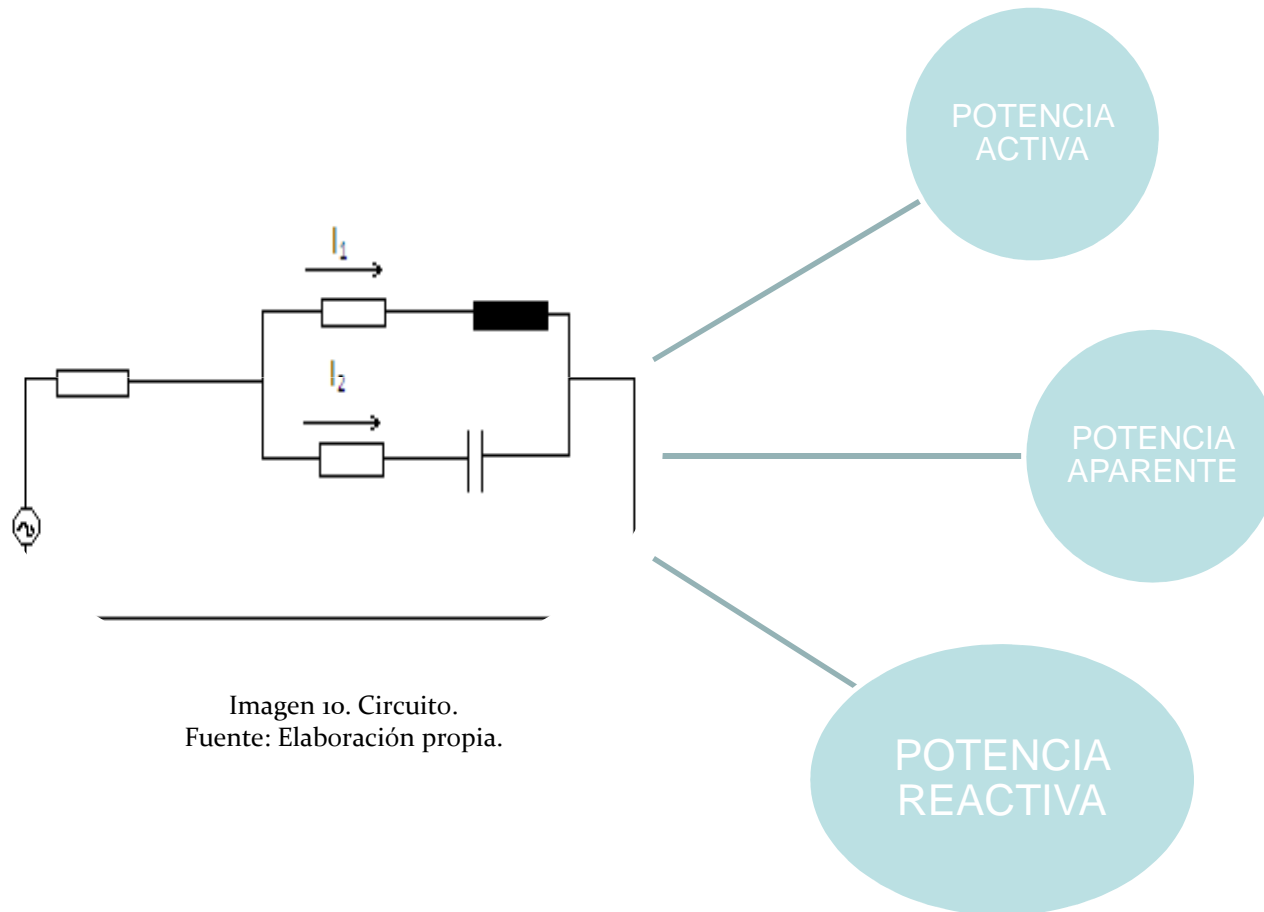 POTENCIA
ACTIVA
I₁
I₂
POTENCIA
APARENTE
Imagen 10. Circuito.
Fuente: Elaboración propia.
POTENCIA
REACTIVA